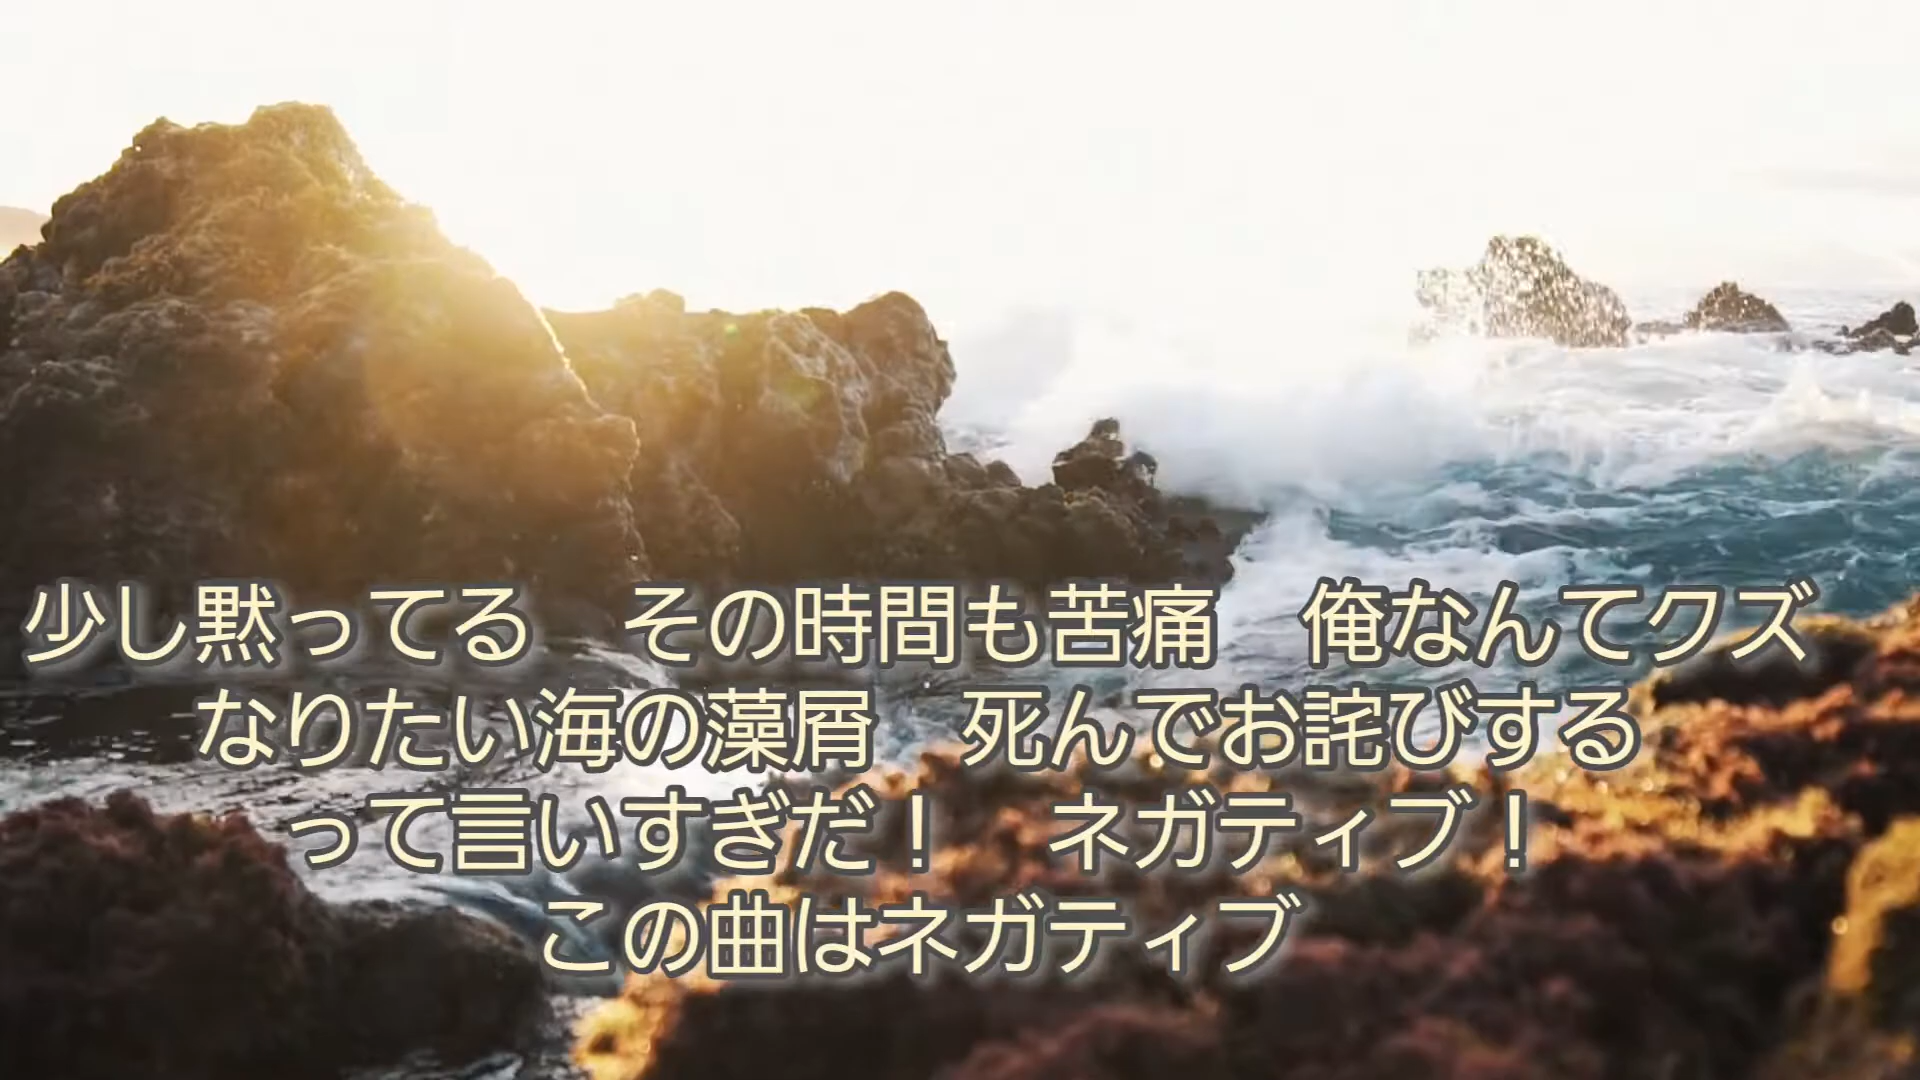 少し黙ってる　その時間も苦痛　俺なんてクズ
なりたい海の藻屑　死んでお詫びする
って言いすぎだ！　ネガティブ！
この曲はネガティブ